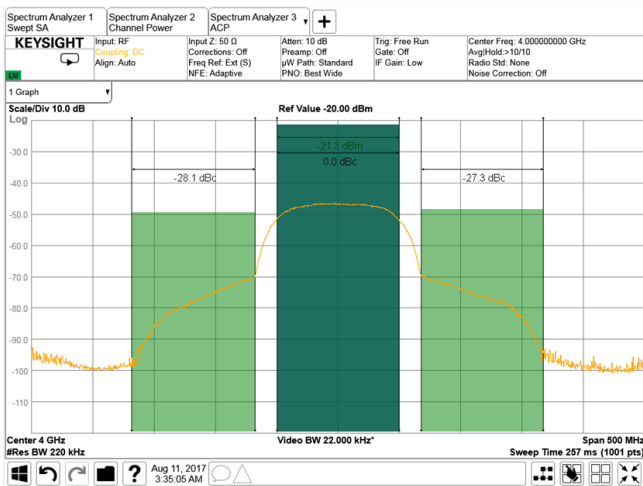 Spectrum Analyzer 1
Swept SA
Spectrum Analyzer 2
Channel Power
Spectrum Analyzer 3
ACP
KEYSIGHT
Input: RF
Coupling: DC
Align: Auto
Input Z: 50 Ω
Corrections: Off
Freq Ref: Ext (S)
NFE: Adaptive
Atten: 10 dB
Preamp: Off
µW Path: Standard
PNO: Best Wide
Trig: Free Run
Gate: Off
IF Gain: Low
Center Freq: 4.000000000 GHz
Avg|Hold:>10/10
Radio Std: None
Noise Correction: Off
1 Graph
Scale/Div 10.0 dB
Ref Value -20.00 dBm
Log
-30.0
-40.0
-50.0
-60.0
-70.0
-80.0
-90.0
-100
-110
-28.1 dBc
-21.3 dBm
0.0 dBc
-27.3 dBc
Center 4 GHz
#Res BW 220 kHz
Video BW 22.000 kHz*
Span 500 MHz
Sweep Time 257 ms (1001 pts)
?
Aug 11, 2017
3:35:05 AM